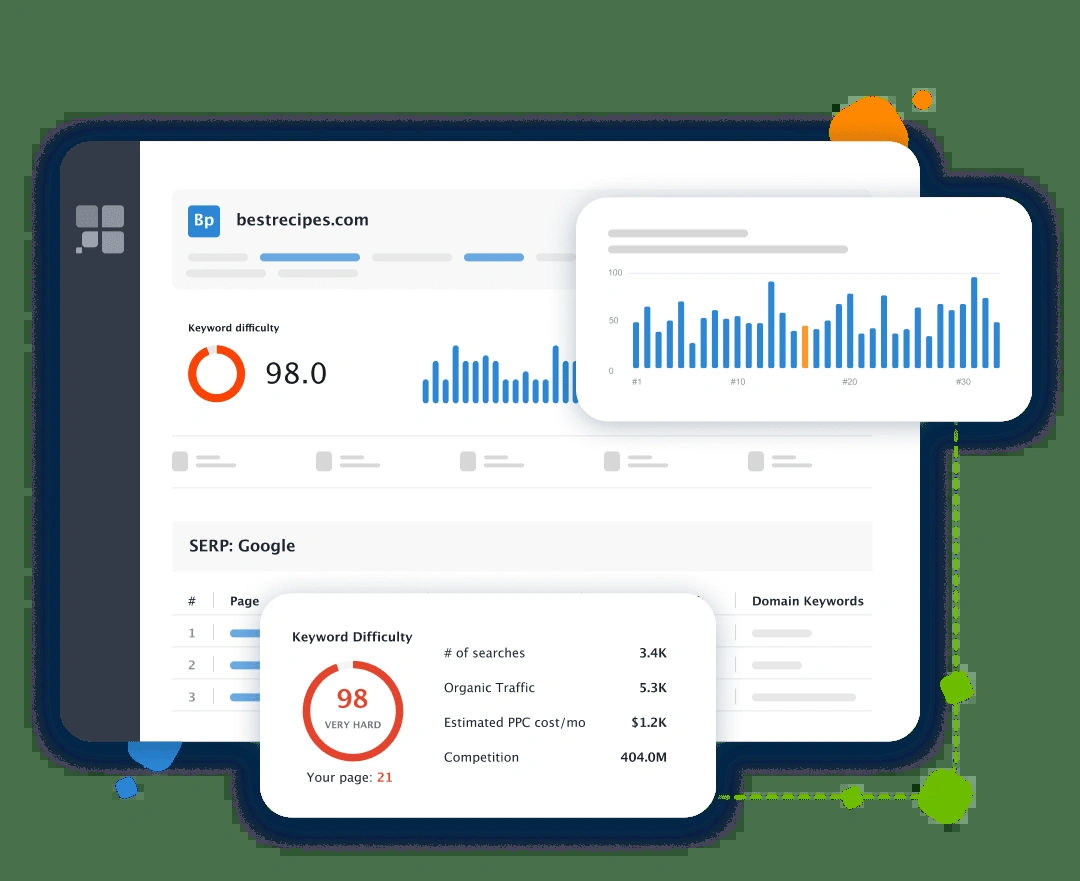 Bp bestrecipes.com
Keyword difficulty
98.0
100
50
0
#1 #10 #20 #30
SERP: Google
# Page Domain Keywords
1
2
3
Keyword Difficulty
98
VERY HARD
Your page: 21
# of searches 3.4K
Organic Traffic 5.3K
Estimated PPC cost/mo $1.2K
Competition 404.0M